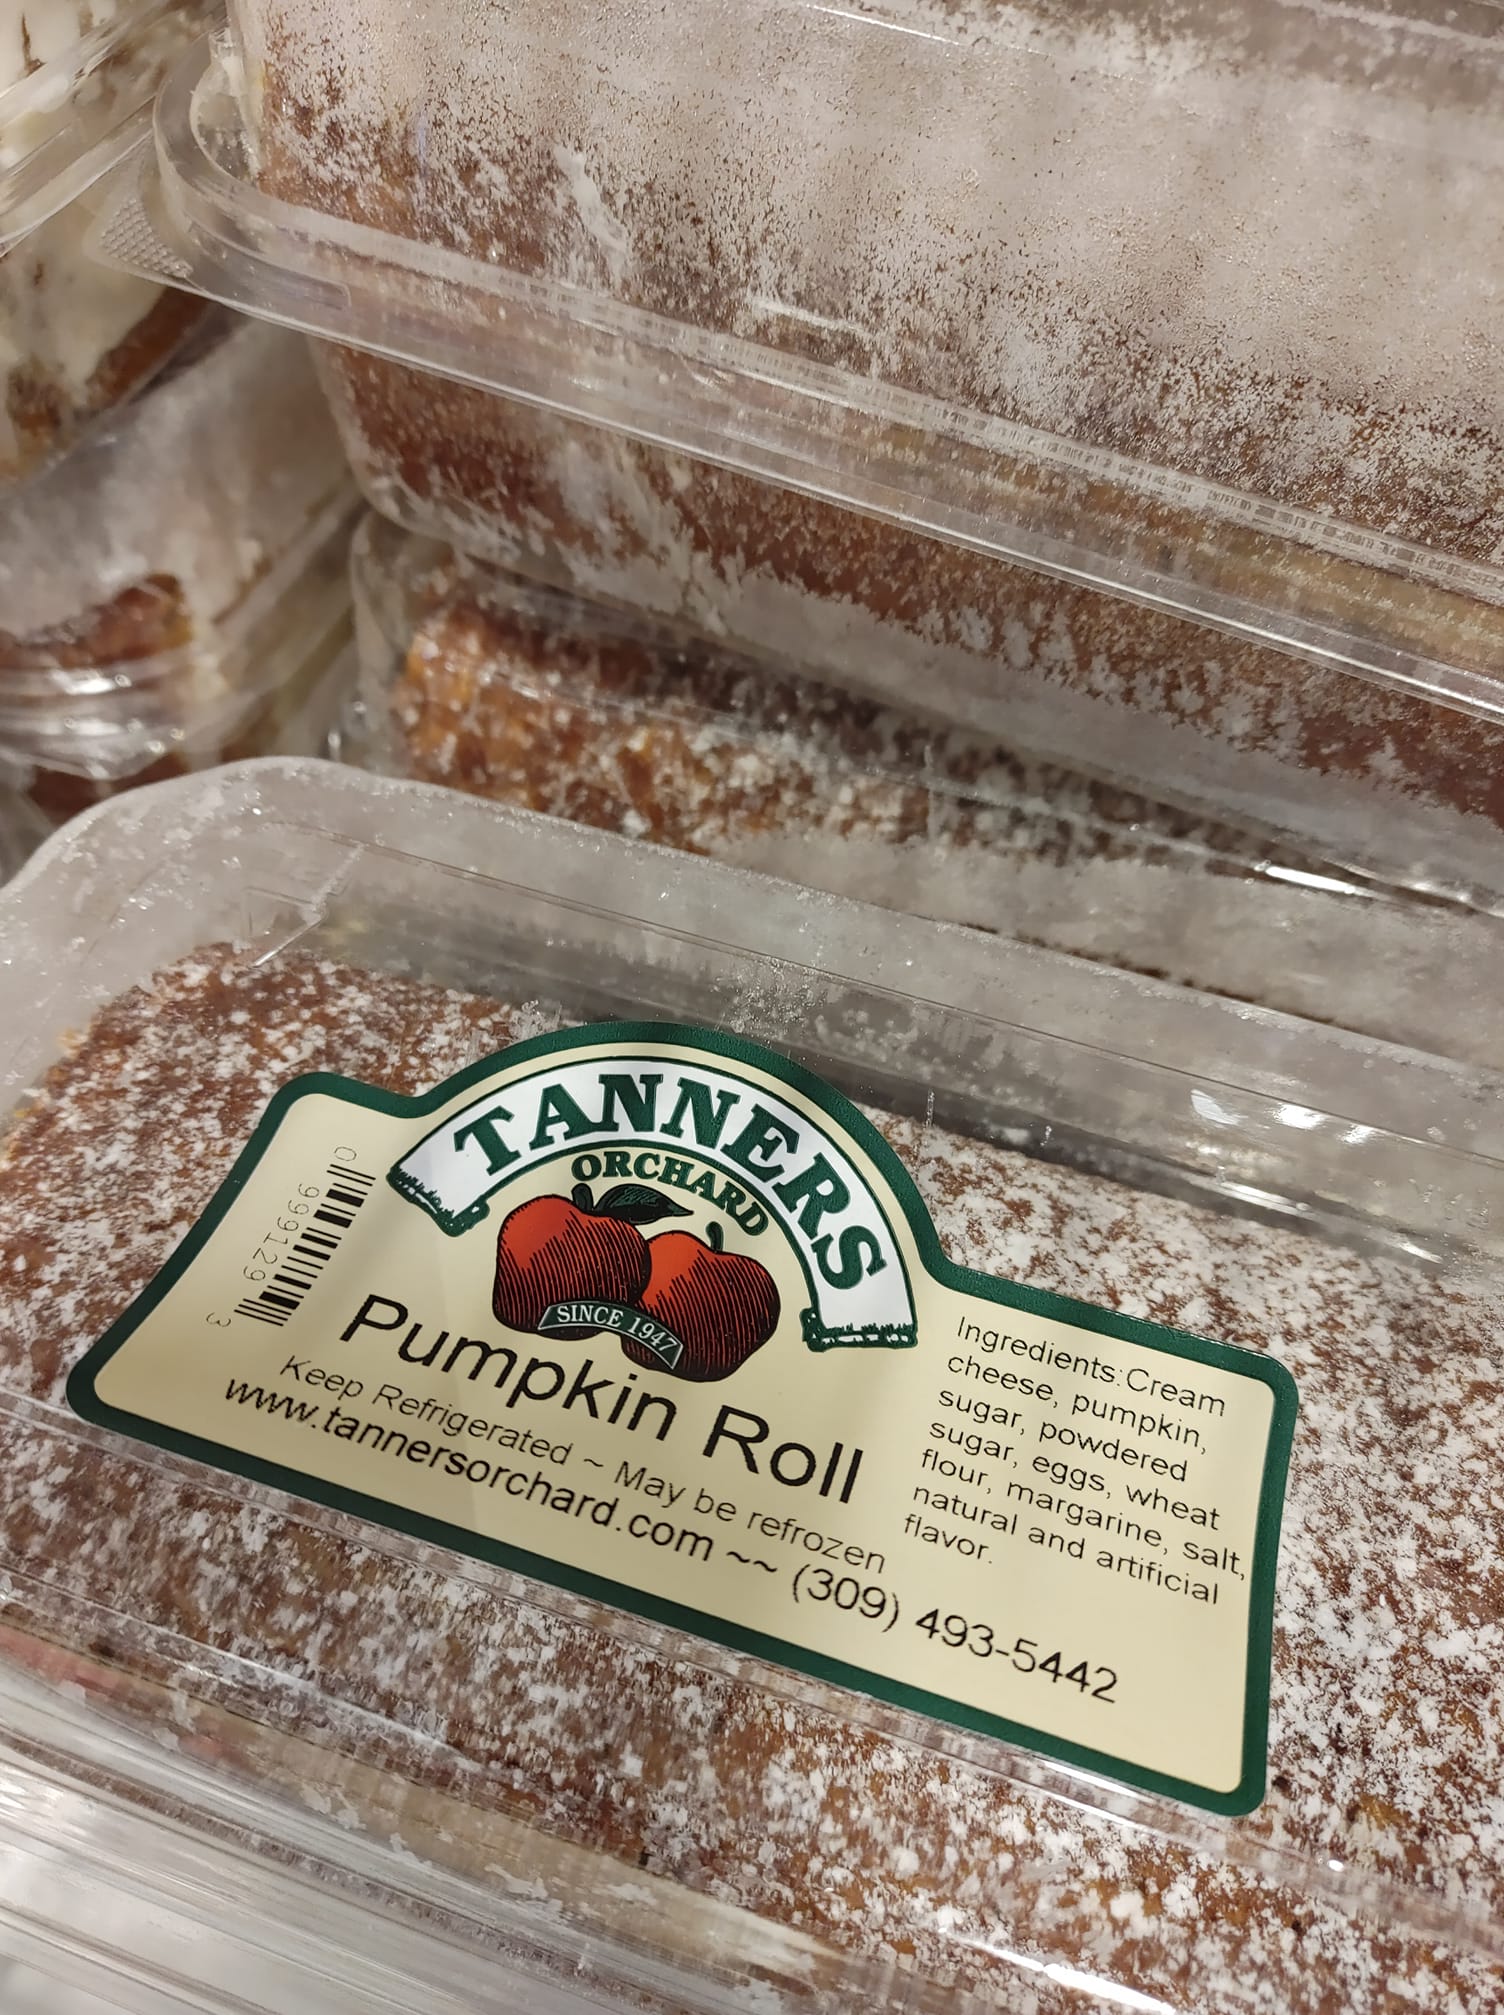 TANNERS
ORCHARD
SINCE 1947
Pumpkin Roll
Keep Refrigerated ~ May be refrozen
www.tannersorchard.com ~~ (309) 493-5442
Ingredients: Cream
cheese, pumpkin,
sugar, powdered
sugar, eggs, wheat
flour, margarine, salt,
natural and artificial
flavor.
0 999129 3